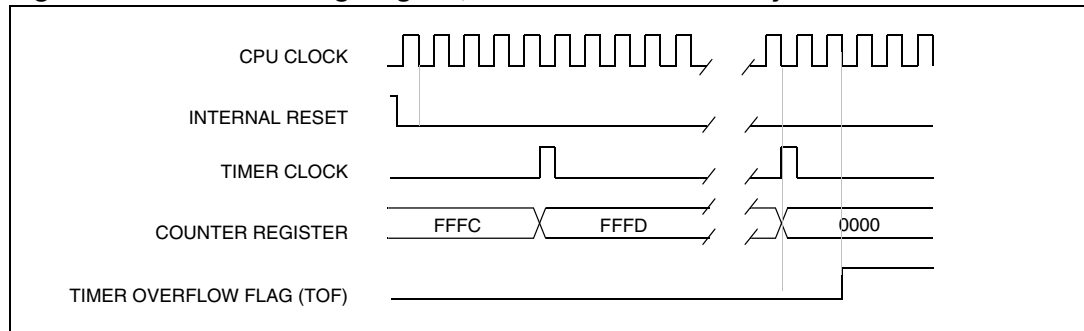 CPU CLOCK
INTERNAL RESET
TIMER CLOCK
COUNTER REGISTER FFFC FFFD 0000
TIMER OVERFLOW FLAG (TOF)